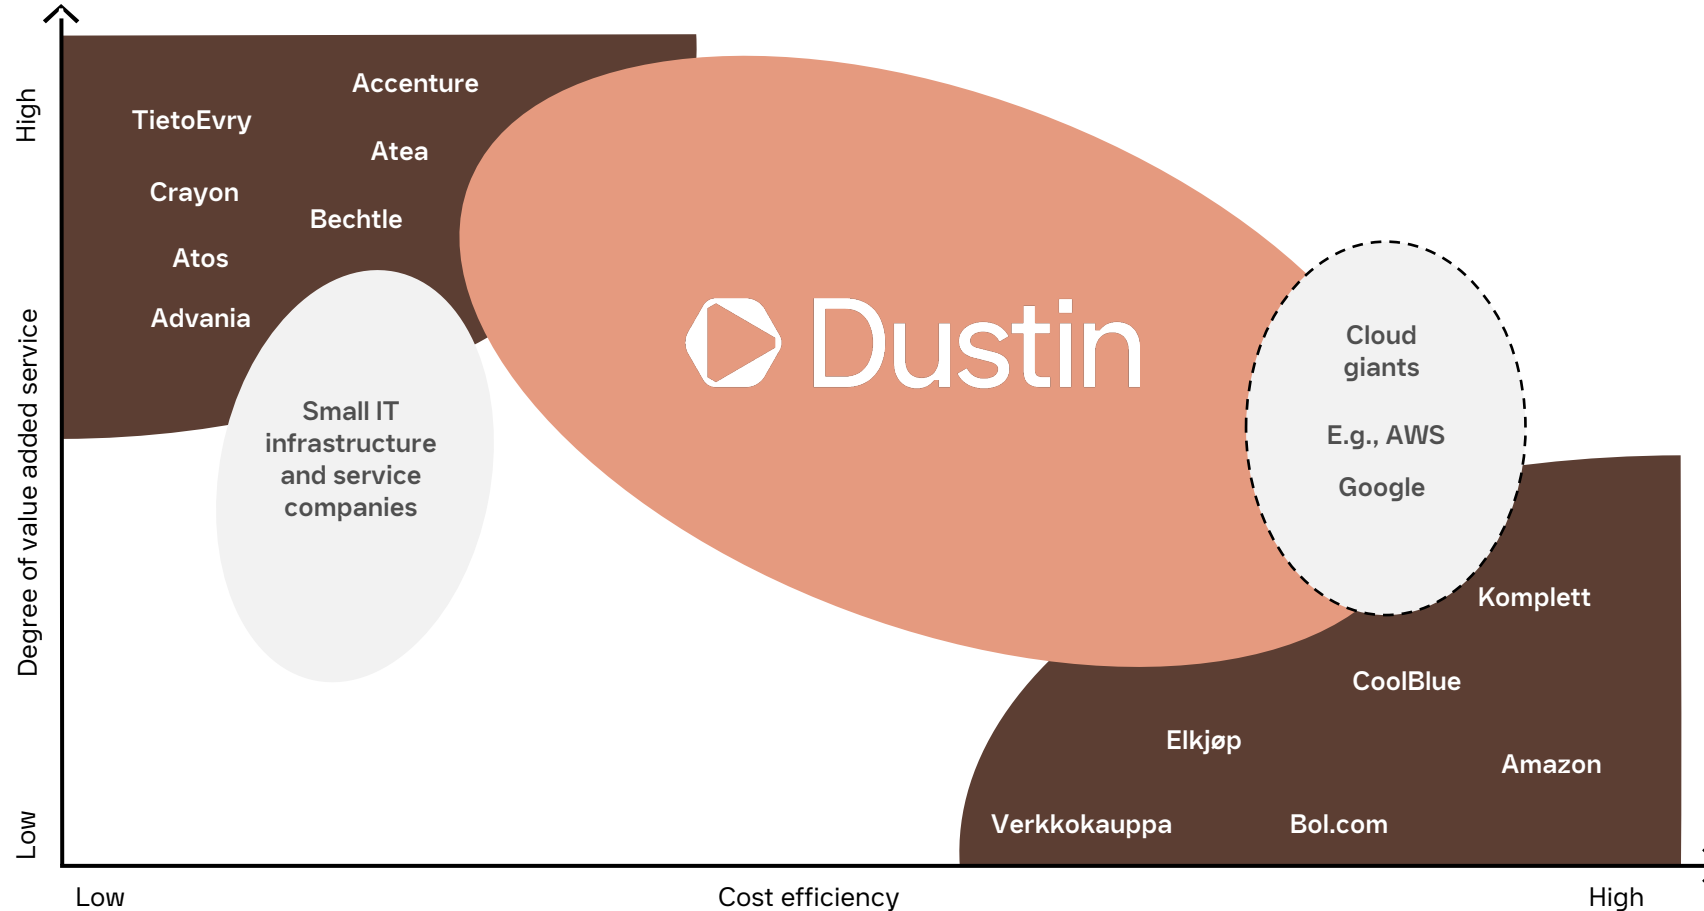 High
Degree of value added service
Low
Accenture
TietoEvry
Atea
Crayon
Bechtle
Atos
Advania
Small IT
infrastructure
and service
companies
Dustin
Cloud
giants
E.g., AWS
Google
Komplett
CoolBlue
Elkjøp
Amazon
Verkkokauppa
Bol.com
Low
Cost efficiency
High